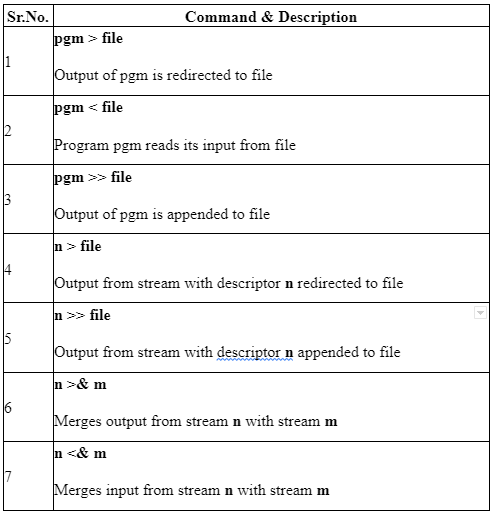 Sr.No. Command & Description
pgm > file
1
Output of pgm is redirected to file
pgm < file
2
Program pgm reads its input from file
pgm >> file
3
Output of pgm is appended to file
n > file
4
Output from stream with descriptor n redirected to file
n >> file
5
Output from stream with descriptor n appended to file
n >& m
6
Merges output from stream n with stream m
n <& m
7
Merges input from stream n with stream m